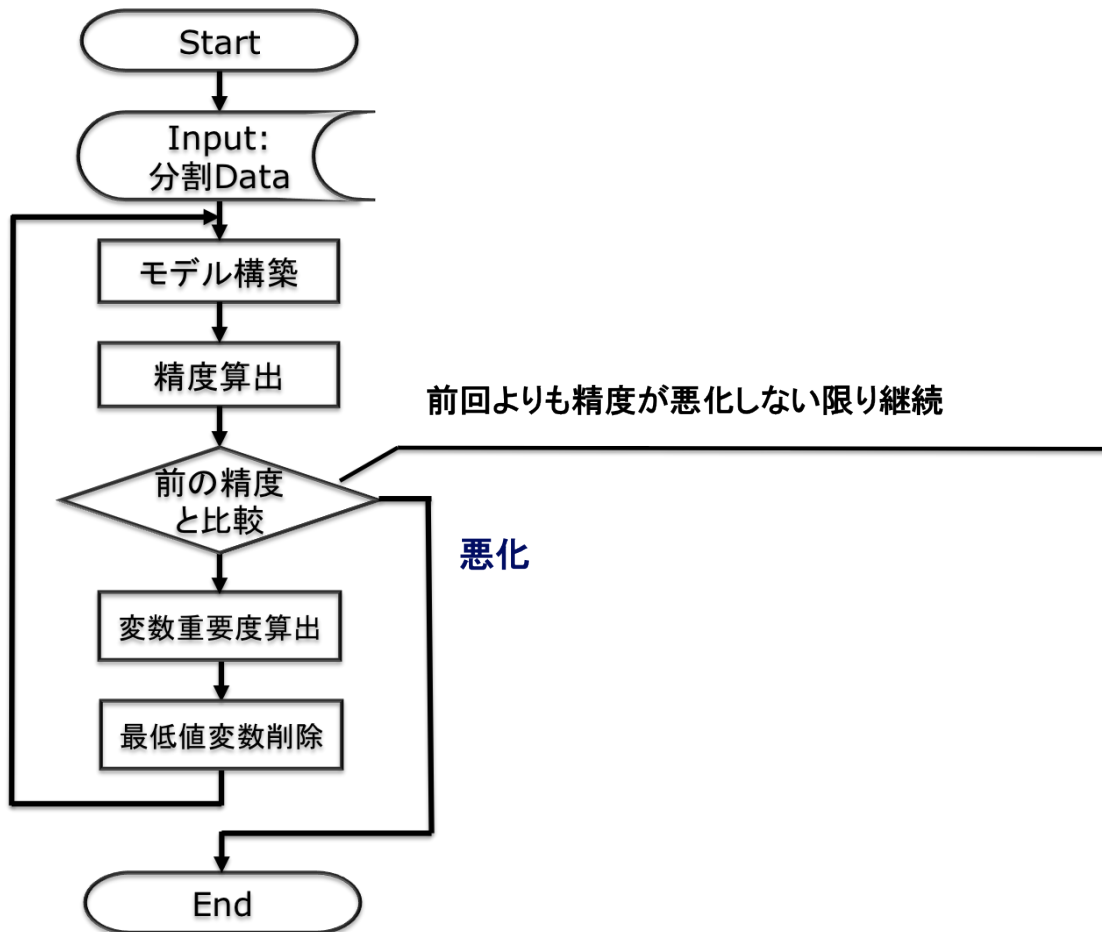 Start
Input:
分割Data
モデル構築
精度算出
前回よりも精度が悪化しない限り継続
前の精度
と比較
悪化
変数重要度算出
最低値変数削除
End